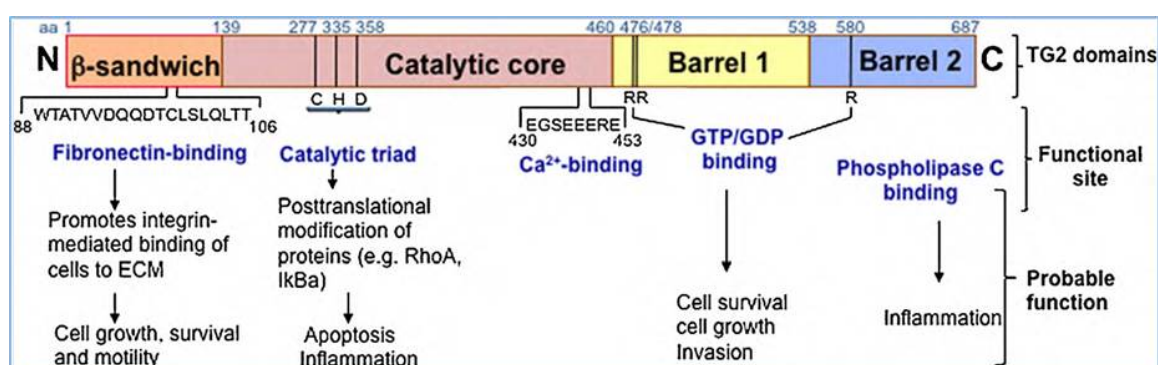 aa 1 139 277 335 358 460 476/478 538 580 687
N β-sandwich Catalytic core Barrel 1 Barrel 2 C TG2 domains
C H D RR R
88 WTATVVDQQDTCLSLQLTT 106
430 EGSEEERE 453
Fibronectin-binding
Catalytic triad
Ca2+-binding
GTP/GDP
binding
Phospholipase C
binding
Functional
site
Promotes integrin-
mediated binding of
cells to ECM
Posttranslational
modification of
proteins (e.g. RhoA,
IkBa)
Cell growth, survival
and motility
Apoptosis
Inflammation
Cell survival
cell growth
Invasion
Inflammation
Probable
function